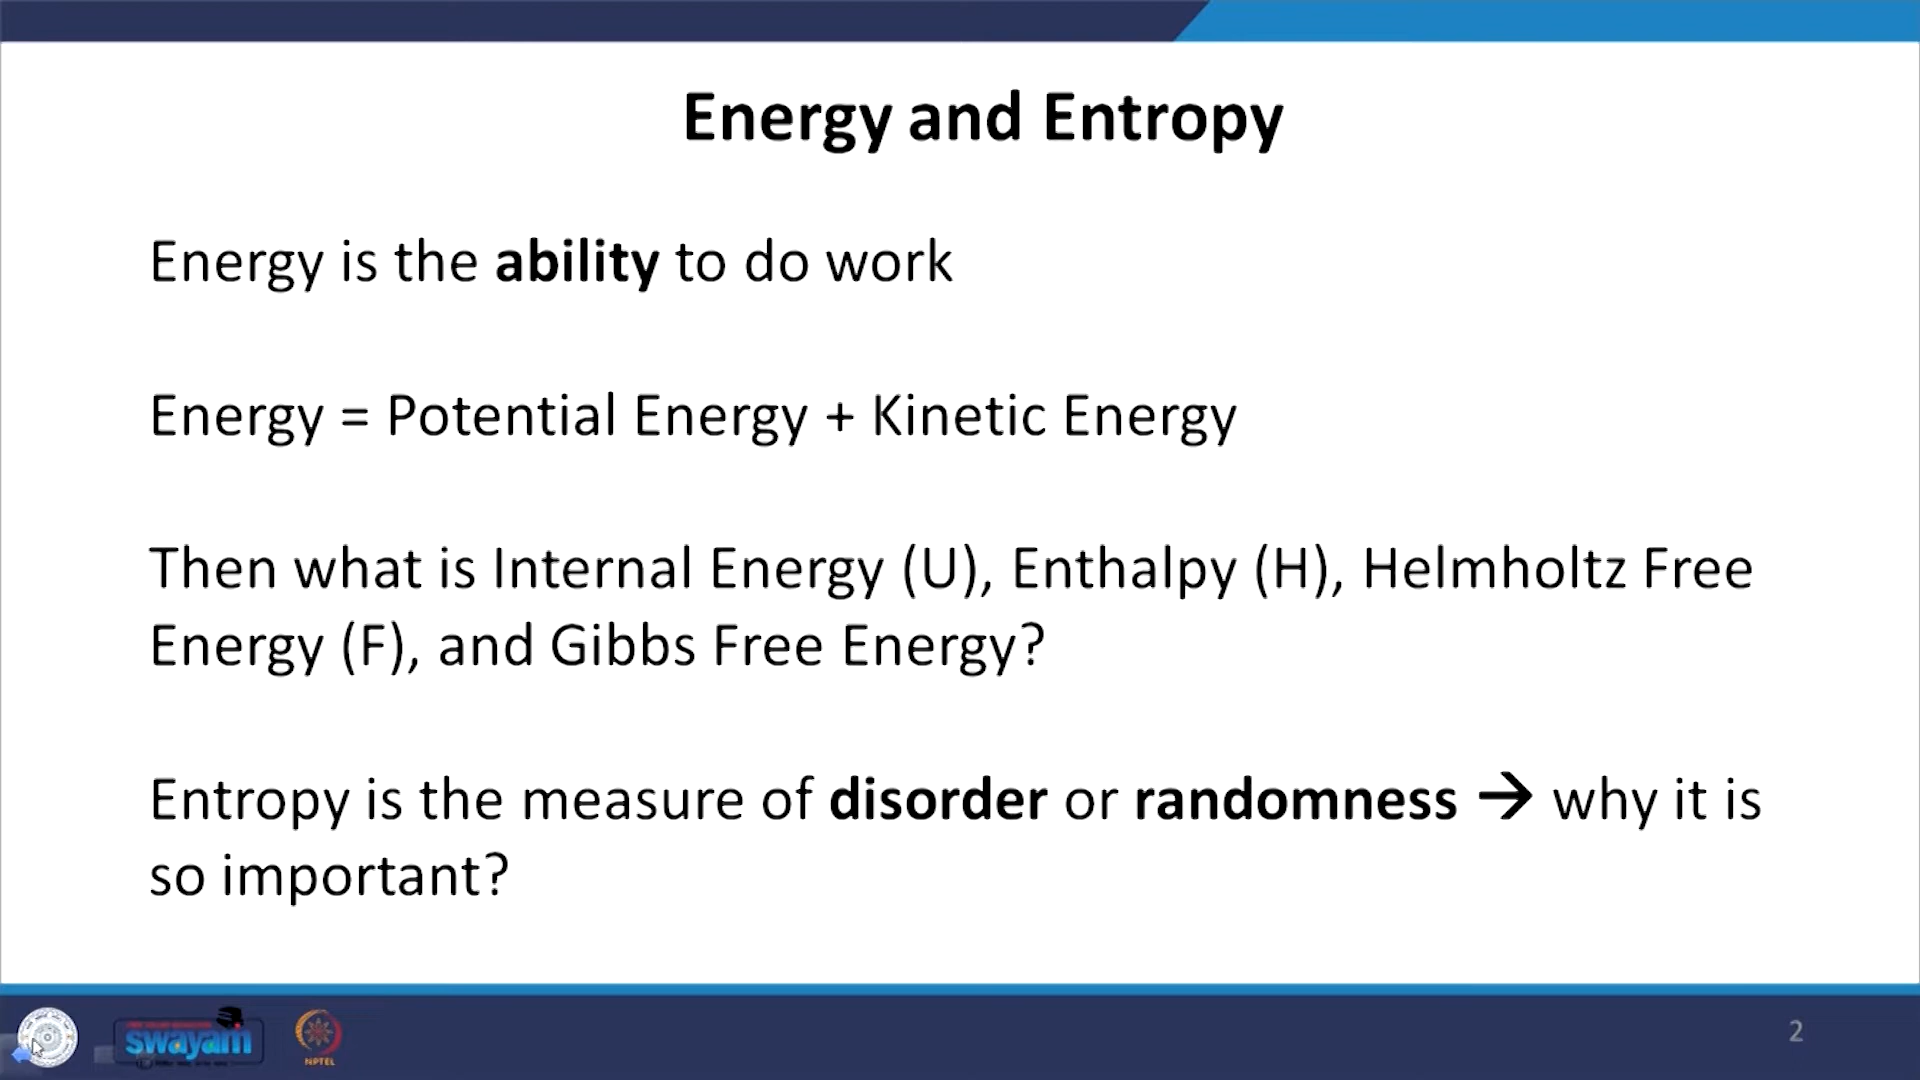 Energy and Entropy
Energy is the ability to do work
Energy = Potential Energy + Kinetic Energy
Then what is Internal Energy (U), Enthalpy (H), Helmholtz Free
Energy (F), and Gibbs Free Energy?
Entropy is the measure of disorder or randomness → why it is
so important?
swayam
NPTEL
2